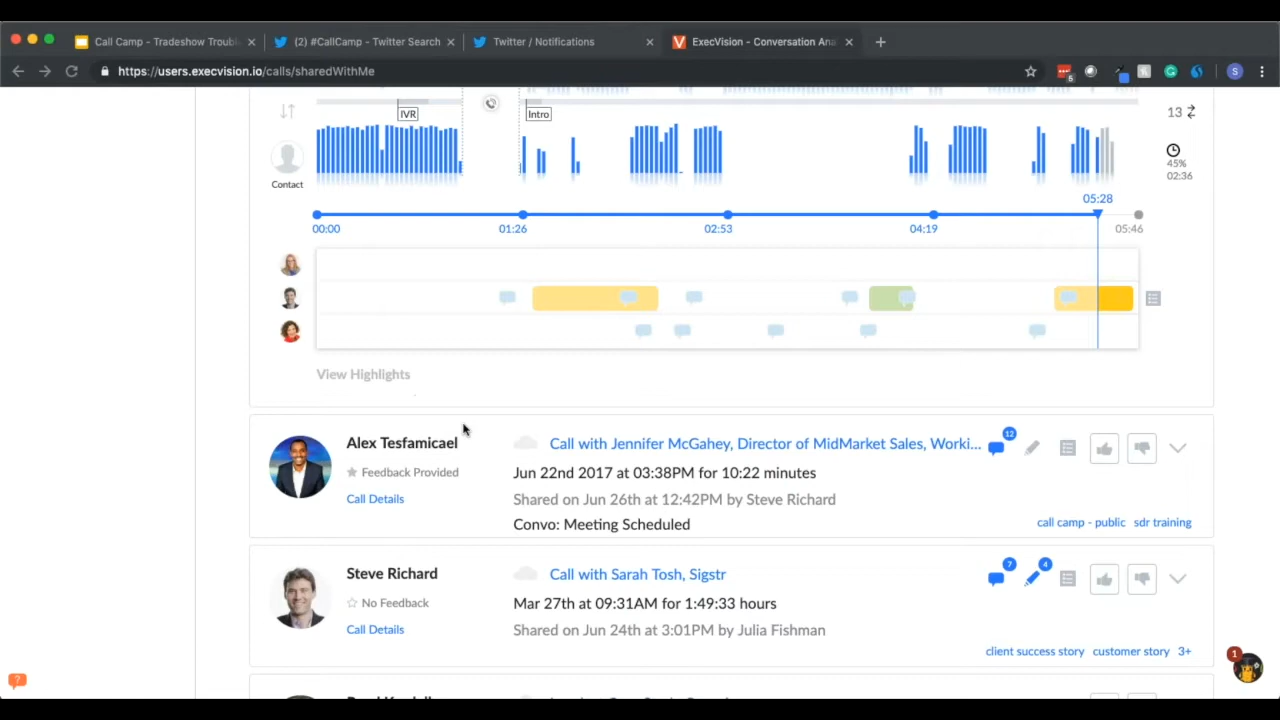 Call Camp - Tradeshow Troubl
(2) #CallCamp - Twitter Search
Twitter / Notifications
ExecVision - Conversation Ana
https://users.execvision.io/calls/sharedWithMe
6
S
IVR
Intro
13
Contact
45%
02:36
05:28
00:00
01:26
02:53
04:19
05:46
View Highlights
Alex Tesfamicael
Feedback Provided
Call Details
Call with Jennifer McGahey, Director of MidMarket Sales, Worki...
12
Jun 22nd 2017 at 03:38PM for 10:22 minutes
Shared on Jun 26th at 12:42PM by Steve Richard
Convo: Meeting Scheduled
call camp - public sdr training
Steve Richard
No Feedback
Call Details
Call with Sarah Tosh, Sigstr
7
4
Mar 27th at 09:31AM for 1:49:33 hours
Shared on Jun 24th at 3:01PM by Julia Fishman
client success story customer story 3+
?
1